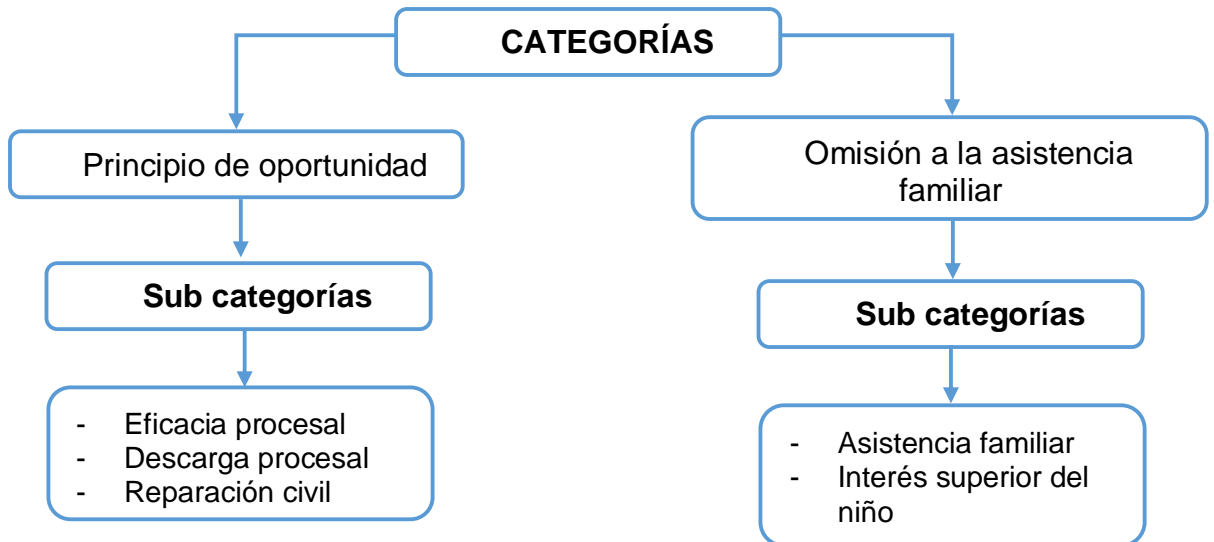 CATEGORÍAS
Principio de oportunidad
Omisión a la asistencia
familiar
Sub categorías
Sub categorías
- Eficacia procesal
- Descarga procesal
- Reparación civil
- Asistencia familiar
- Interés superior del
niño